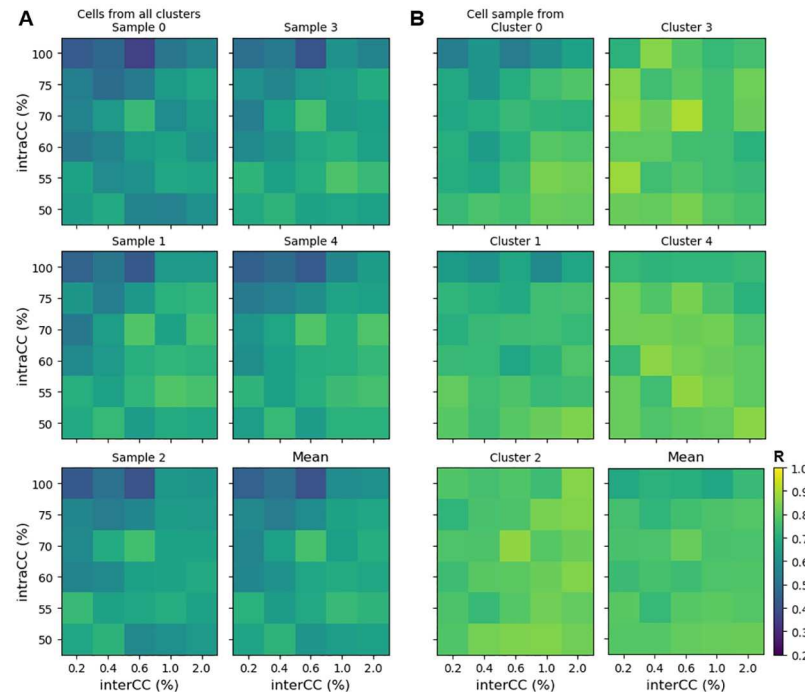 A
Cells from all clusters
Sample 0
Sample 3
B
Cell sample from
Cluster 0
Cluster 3
intraCC (%)
100
75
70
60
55
50
Sample 1
Sample 4
Cluster 1
Cluster 4
intraCC (%)
100
75
70
60
55
50
Sample 2
Mean
Cluster 2
Mean
intraCC (%)
100
75
70
60
55
50
0.2 0.4 0.6 1.0 2.0
0.2 0.4 0.6 1.0 2.0
0.2 0.4 0.6 1.0 2.0
0.2 0.4 0.6 1.0 2.0
interCC (%)
interCC (%)
interCC (%)
interCC (%)
R
1.0
0.9
0.8
0.7
0.6
0.5
0.4
0.3
0.2